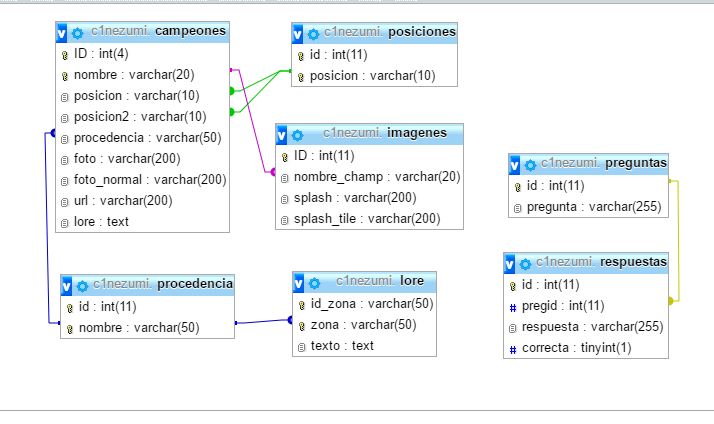 c1nezumi. campeones
ID : int(4)
nombre : varchar(20)
posicion : varchar(10)
posicion2 : varchar(10)
procedencia : varchar(50)
foto : varchar(200)
foto_normal : varchar(200)
url : varchar(200)
lore : text
c1nezumi. posiciones
id : int(11)
posicion : varchar(10)
c1nezumi. imagenes
ID : int(11)
nombre_champ : varchar(20)
splash : varchar(200)
splash_tile : varchar(200)
c1nezumi. preguntas
id : int(11)
pregunta : varchar(255)
c1nezumi. procedencia
id : int(11)
nombre : varchar(50)
c1nezumi. lore
id_zona : varchar(50)
zona : varchar(50)
texto : text
c1nezumi. respuestas
id : int(11)
# pregid : int(11)
respuesta : varchar(255)
# correcta : tinyint(1)